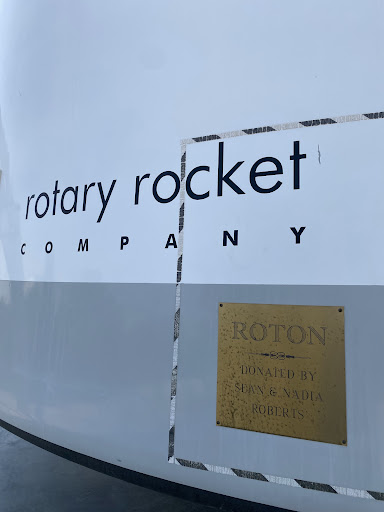 rotary rocket
COMPANY
ROTON
DONATED BY
SEAN & NADIA
ROBERTS